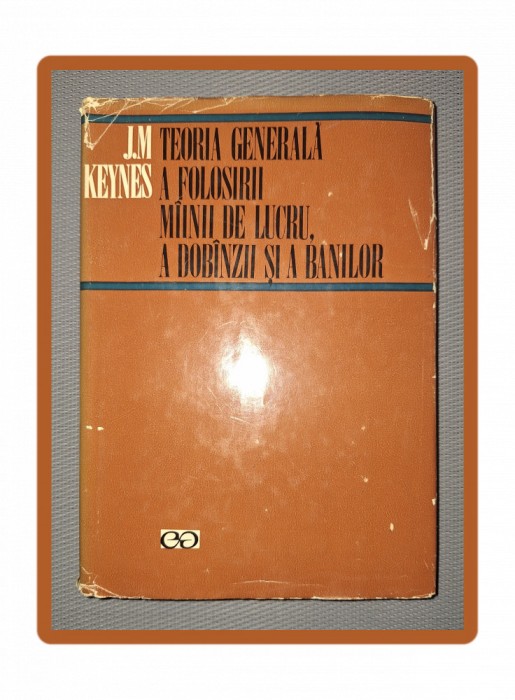 J.M
KEYNES
TEORIA GENERALĂ
A FOLOSIRII
MÎINII DE LUCRU,
A DOBÎNZII ȘI A BANILOR